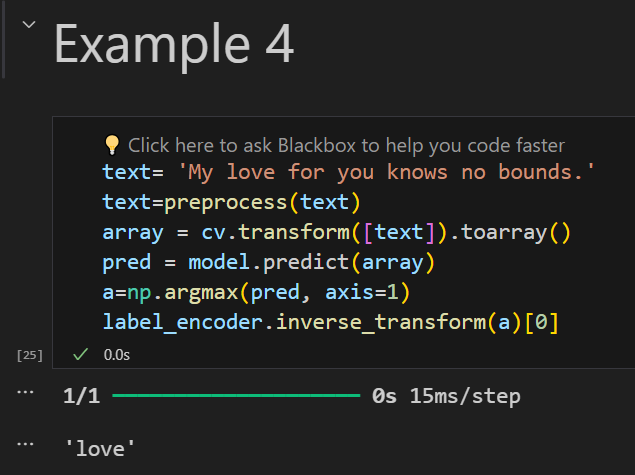 Example 4
💡 Click here to ask Blackbox to help you code faster
text= 'My love for you knows no bounds.'
text=preprocess(text)
array = cv.transform([text]).toarray()
pred = model.predict(array)
a=np.argmax(pred, axis=1)
label_encoder.inverse_transform(a)[0]
[25] ✓ 0.0s
... 1/1 ━━━━━━━━━━━━━━━━━━━━ 0s 15ms/step
... 'love'